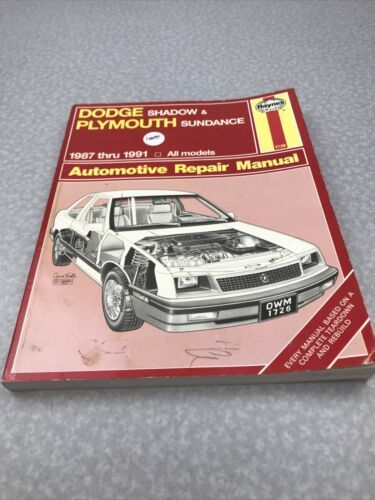 DODGE SHADOW &
PLYMOUTH SUNDANCE
Haynes
1987 thru 1991 □ All models
1726
Automotive Repair Manual
OWM
1726
EVERY MANUAL BASED ON A
COMPLETE TEARDOWN
AND REBUILD